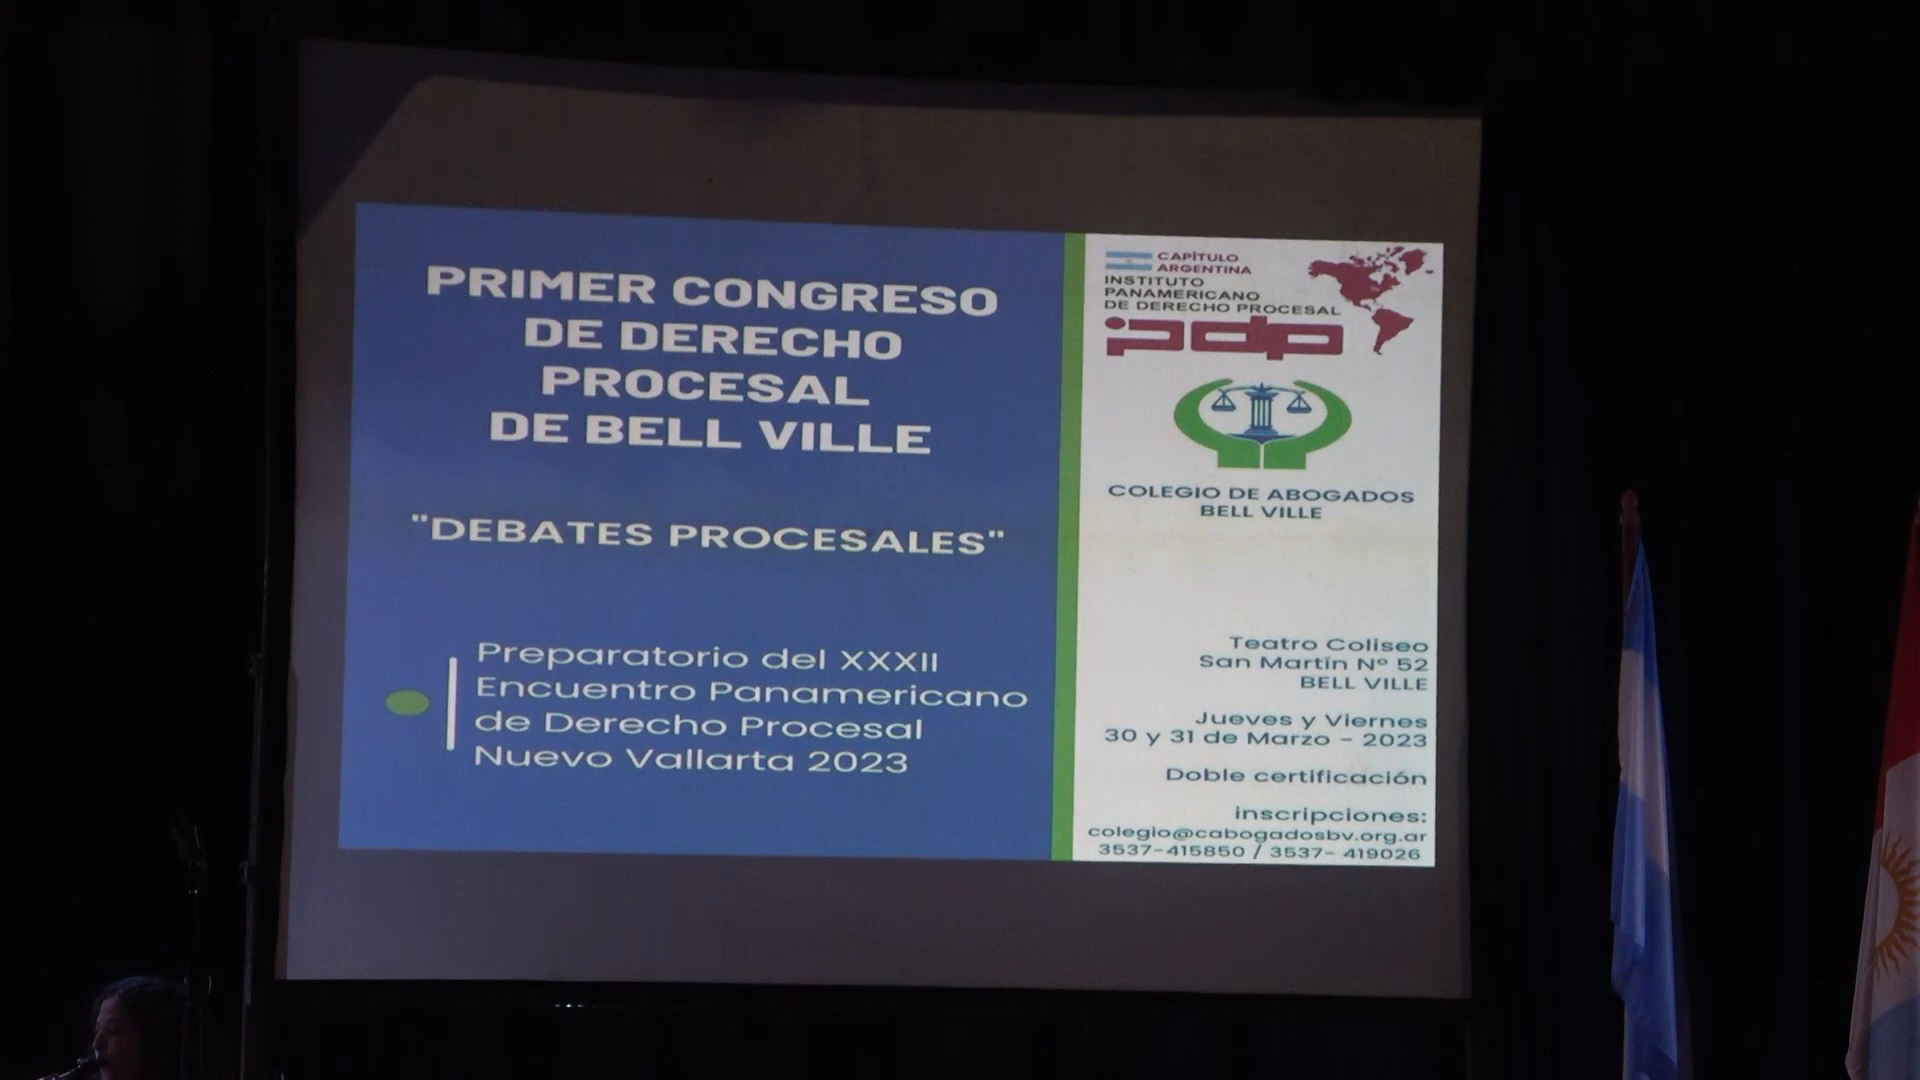 PRIMER CONGRESO
DE DERECHO
PROCESAL
DE BELL VILLE
"DEBATES PROCESALES"
Preparatorio del XXXII
Encuentro Panamericano
de Derecho Procesal
Nuevo Vallarta 2023
CAPÍTULO
ARGENTINA
INSTITUTO
PANAMERICANO
DE DERECHO PROCESAL
ipdp
COLEGIO DE ABOGADOS
BELL VILLE
Teatro Coliseo
San Martín Nº 52
BELL VILLE
Jueves y Viernes
30 y 31 de Marzo - 2023
Doble certificación
inscripciones:
colegio@cabogadosbv.org.ar
3537-415850 / 3537- 419026